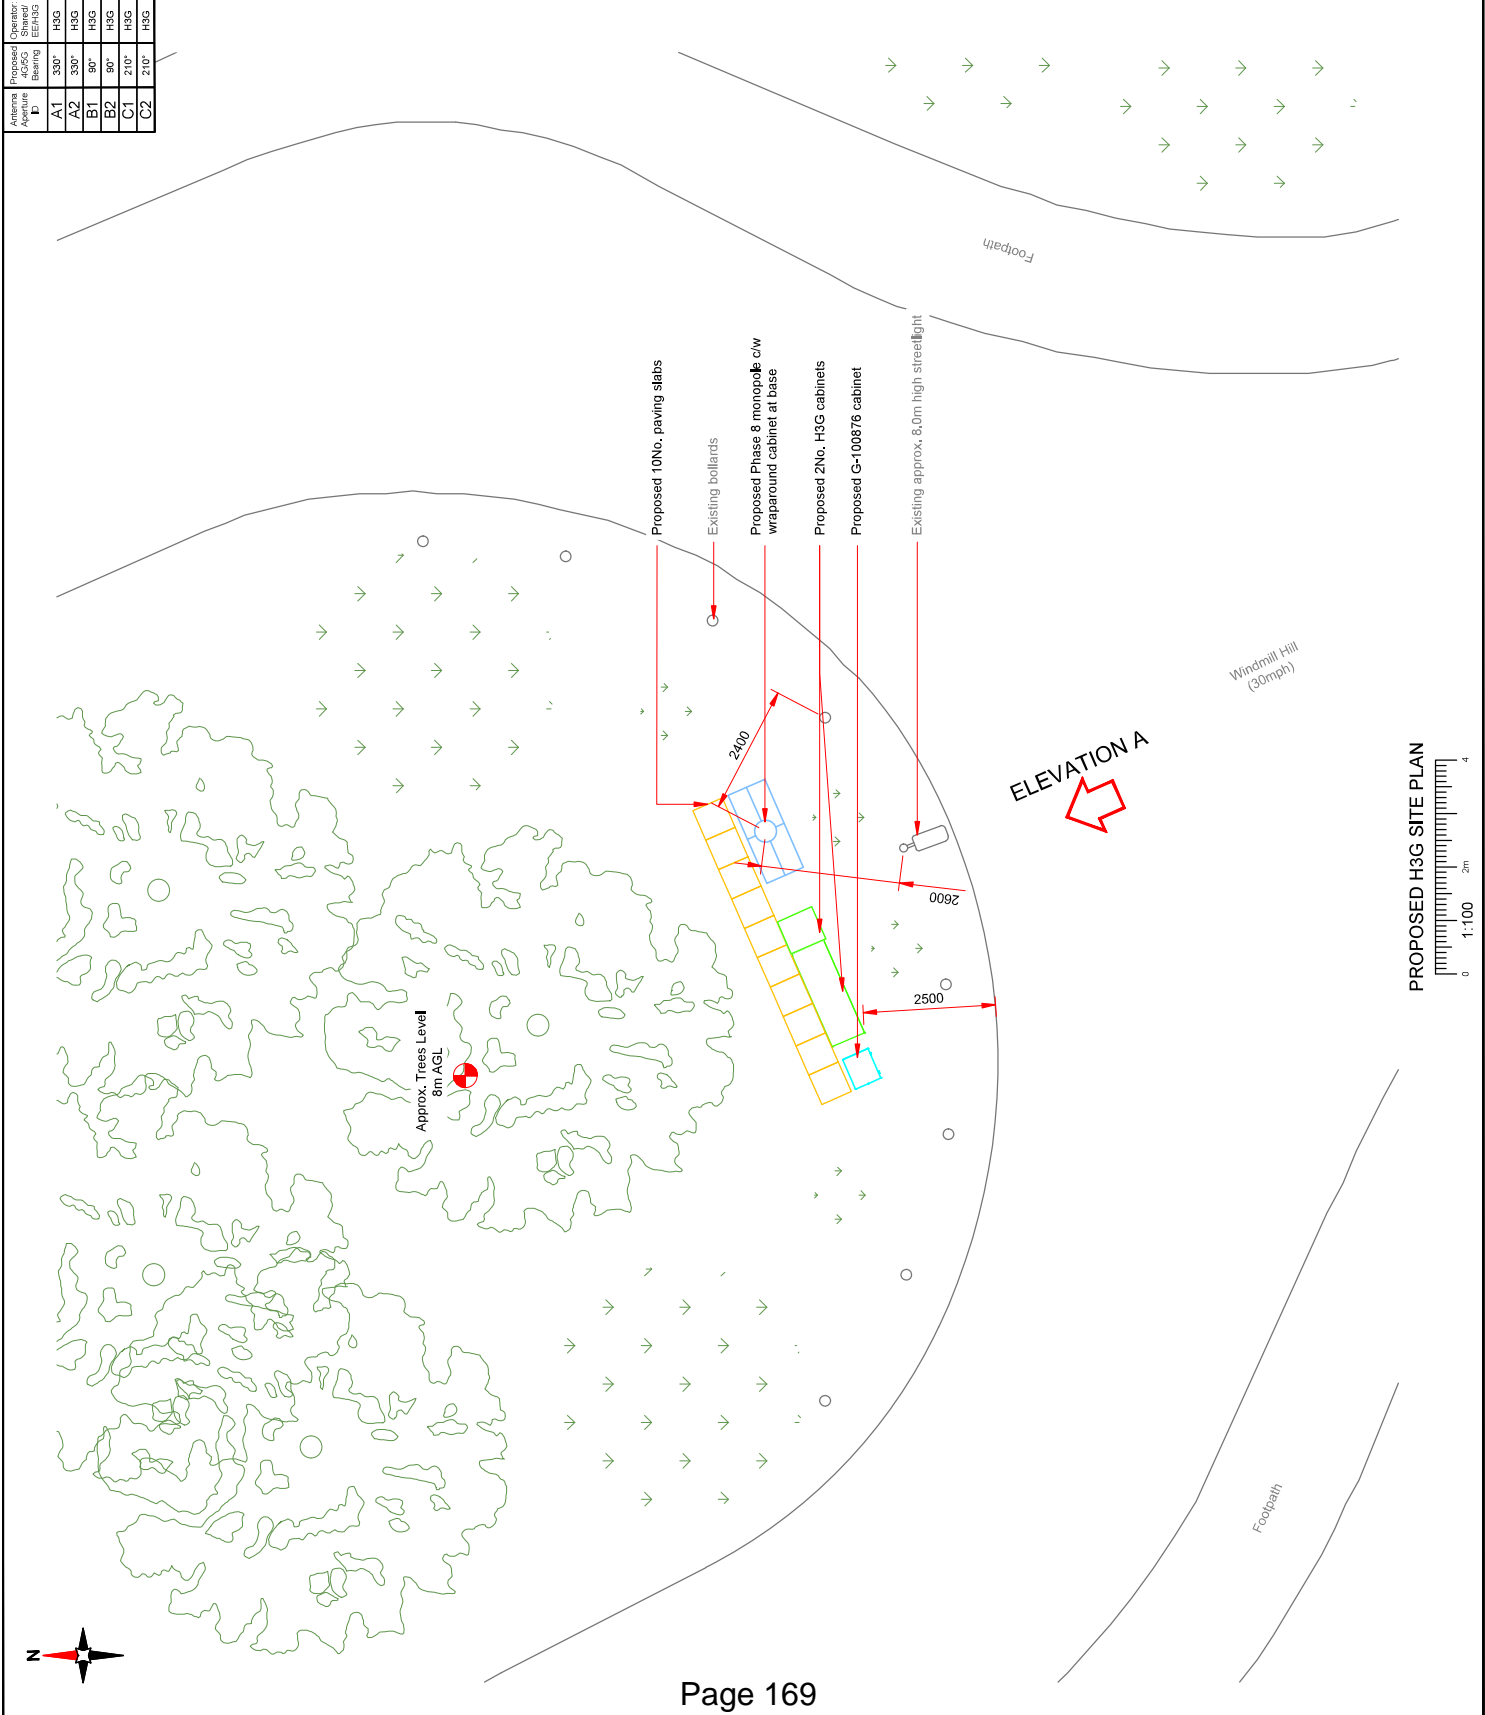 Antenna Aperture ID
Proposed 4G/5G Bearing
Operator: Shared/ EE/H3G
A1 330° H3G
A2 330° H3G
B1 90° H3G
B2 90° H3G
C1 210° H3G
C2 210° H3G
Footpath
Proposed 10No. paving slabs
Existing bollards
Proposed Phase 8 monopole c/w
wraparound cabinet at base
Proposed 2No. H3G cabinets
Proposed G-100876 cabinet
Existing approx. 8.0m high streetlight
2400
2600
2500
Windmill Hill
(30mph)
ELEVATION A
Approx. Trees Level
8m AGL
Footpath
N
PROPOSED H3G SITE PLAN
0 2m 4
1:100
Page 169